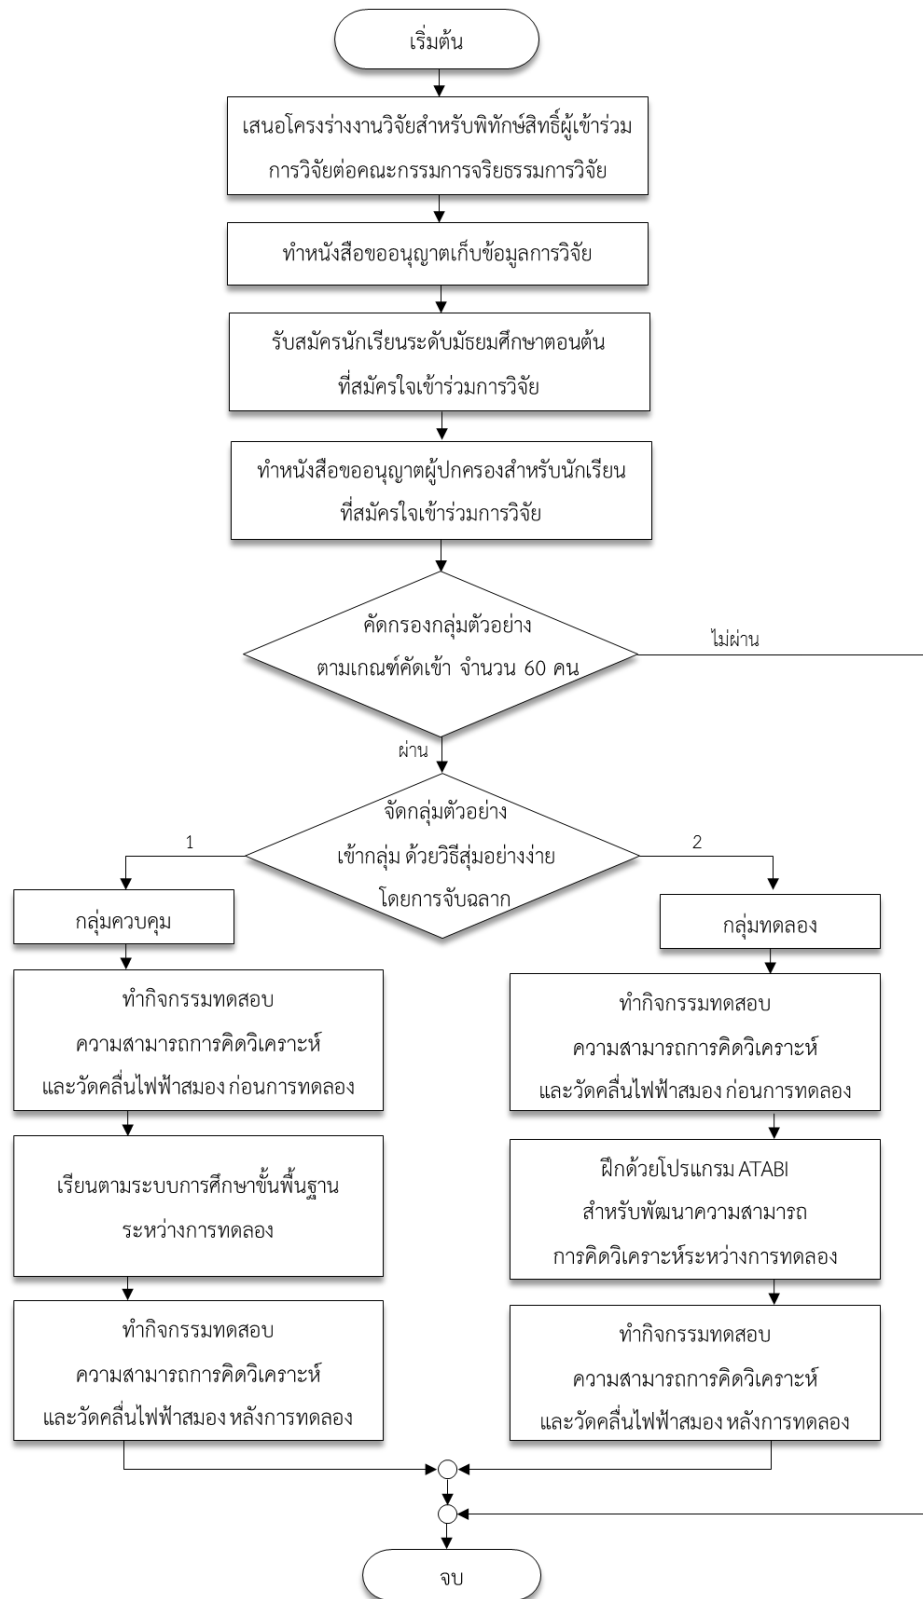 เริ่มต้น
เสนอโครงร่างงานวิจัยสำหรับพิทักษ์สิทธิ์ผู้เข้าร่วม
การวิจัยต่อคณะกรรมการจริยธรรมการวิจัย
ทำหนังสือขออนุญาตเก็บข้อมูลการวิจัย
รับสมัครนักเรียนระดับมัธยมศึกษาตอนต้น
ที่สมัครใจเข้าร่วมการวิจัย
ทำหนังสือขออนุญาตผู้ปกครองสำหรับนักเรียน
ที่สมัครใจเข้าร่วมการวิจัย
คัดกรองกลุ่มตัวอย่าง
ตามเกณฑ์คัดเข้า จำนวน 60 คน
ไม่ผ่าน
ผ่าน
จัดกลุ่มตัวอย่าง
เข้ากลุ่ม ด้วยวิธีสุ่มอย่างง่าย
โดยการจับฉลาก
1
2
กลุ่มควบคุม
ทำกิจกรรมทดสอบ
ความสามารถการคิดวิเคราะห์
และวัดคลื่นไฟฟ้าสมอง ก่อนการทดลอง
เรียนตามระบบการศึกษาขั้นพื้นฐาน
ระหว่างการทดลอง
ทำกิจกรรมทดสอบ
ความสามารถการคิดวิเคราะห์
และวัดคลื่นไฟฟ้าสมอง หลังการทดลอง
กลุ่มทดลอง
ทำกิจกรรมทดสอบ
ความสามารถการคิดวิเคราะห์
และวัดคลื่นไฟฟ้าสมอง ก่อนการทดลอง
ฝึกด้วยโปรแกรม ATABI
สำหรับพัฒนาความสามารถ
การคิดวิเคราะห์ระหว่างการทดลอง
ทำกิจกรรมทดสอบ
ความสามารถการคิดวิเคราะห์
และวัดคลื่นไฟฟ้าสมอง หลังการทดลอง
จบ